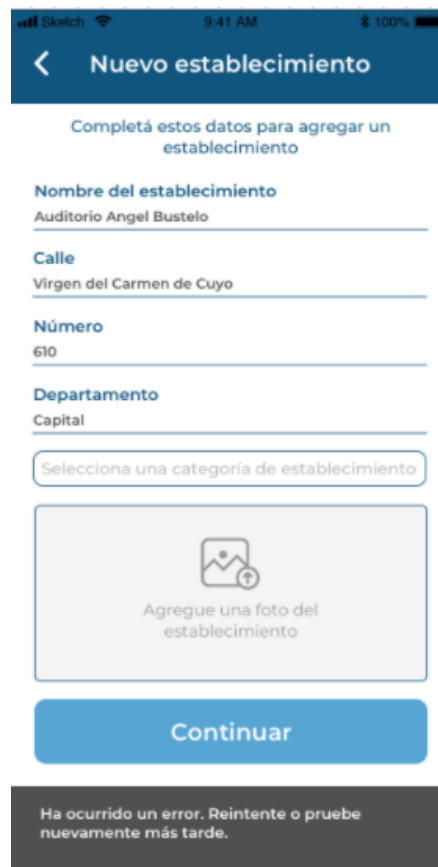 Sketch 9:41 AM 100%
Nuevo establecimiento
Completá estos datos para agregar un
establecimiento
Nombre del establecimiento
Auditorio Angel Bustelo
Calle
Virgen del Carmen de Cuyo
Número
610
Departamento
Capital
Selecciona una categoría de establecimiento
Agregue una foto del
establecimiento
Continuar
Ha ocurrido un error. Reintente o pruebe
nuevamente más tarde.